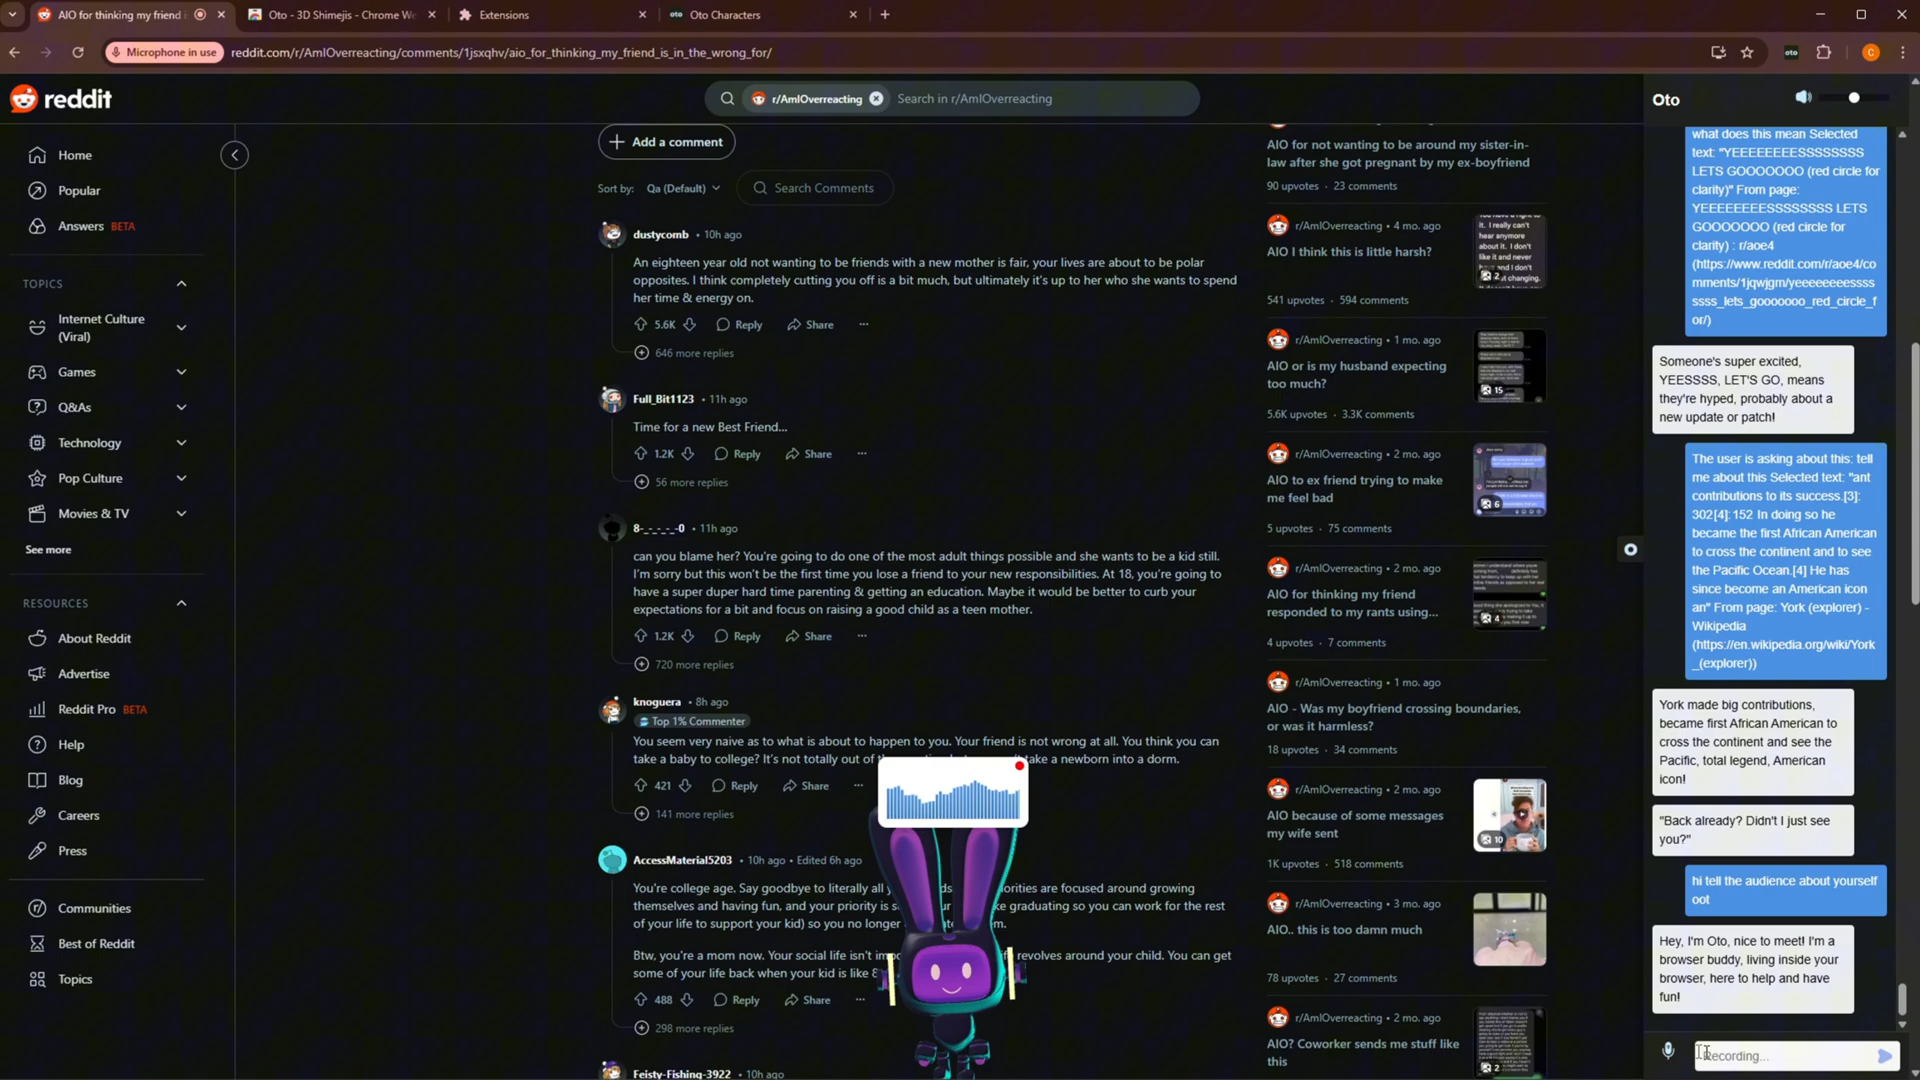 AIO for thinking my friend i
Oto - 3D Shimejis - Chrome We
Extensions
oto
Oto Characters
Microphone in use
reddit.com/r/AmIOverreacting/comments/1jsxqhv/aio_for_thinking_my_friend_is_in_the_wrong_for/
oto
C
reddit
r/AmIOverreacting
Search in r/AmIOverreacting
Home
Popular
Answers BETA
TOPICS
Internet Culture
(Viral)
Games
Q&As
Technology
Pop Culture
Movies & TV
See more
RESOURCES
About Reddit
Advertise
Reddit Pro BETA
Help
Blog
Careers
Press
Communities
Best of Reddit
Topics
Add a comment
Sort by: Qa (Default)
Search Comments
dustycomb • 10h ago
An eighteen year old not wanting to be friends with a new mother is fair, your lives are about to be polar
opposites. I think completely cutting you off is a bit much, but ultimately it's up to her who she wants to spend
her time & energy on.
5.6K Reply Share ...
646 more replies
Full_Bit1123 • 11h ago
Time for a new Best Friend...
1.2K Reply Share ...
56 more replies
8-_-_-_-_-0 • 11h ago
can you blame her? You're going to do one of the most adult things possible and she wants to be a kid still.
I'm sorry but this won't be the first time you lose a friend to your new responsibilities. At 18, you're going to
have a super duper hard time parenting & getting an education. Maybe it would be better to curb your
expectations for a bit and focus on raising a good child as a teen mother.
1.2K Reply Share ...
720 more replies
knoguera • 8h ago
Top 1% Commenter
You seem very naive as to what is about to happen to you. Your friend is not wrong at all. You think you can
take a baby to college? It's not totally out of take a newborn into a dorm.
421 Reply Share ...
141 more replies
AccessMaterial5203 • 10h ago • Edited 6h ago
You're college age. Say goodbye to literally all focused around growing
themselves and having fun, and your priority is graduating so you can work for the rest
of your life to support your kid) so you no longer
Btw, you're a mom now. Your social life isn't revolves around your child. You can get
some of your life back when your kid is like
488 Reply Share ...
298 more replies
Feisty-Fishing-3922 • 10h ago
AIO for not wanting to be around my sister-in-
law after she got pregnant by my ex-boyfriend
90 upvotes • 23 comments
r/AmIOverreacting • 4 mo. ago
AIO I think this is little harsh?
541 upvotes • 594 comments
it. I really can't
hear anymore
about it. I don't
like it and never
2
r/AmIOverreacting • 1 mo. ago
AIO or is my husband expecting
too much?
5.6K upvotes • 3.3K comments
15
r/AmIOverreacting • 2 mo. ago
AIO to ex friend trying to make
me feel bad
5 upvotes • 75 comments
6
r/AmIOverreacting • 2 mo. ago
AIO for thinking my friend
responded to my rants using...
4 upvotes • 7 comments
4
r/AmIOverreacting • 1 mo. ago
AIO - Was my boyfriend crossing boundaries,
or was it harmless?
18 upvotes • 34 comments
r/AmIOverreacting • 2 mo. ago
AIO because of some messages
my wife sent
1K upvotes • 518 comments
10
r/AmIOverreacting • 3 mo. ago
AIO.. this is too damn much
78 upvotes • 27 comments
r/AmIOverreacting • 2 mo. ago
AIO? Coworker sends me stuff like
this
2
Oto
what does this mean Selected
text: "YEEEEEEEESSSSSSSS
LETS GOOOOOOO (red circle for
clarity)" From page:
YEEEEEEEESSSSSSSS LETS
GOOOOOOO (red circle for
clarity) : r/aoe4
(https://www.reddit.com/r/aoe4/co
mments/1jqwjgm/yeeeeeeeessss
ssss_lets_gooooooo_red_circle_f
or/)
Someone's super excited,
YEESSSS, LET'S GO, means
they're hyped, probably about a
new update or patch!
The user is asking about this: tell
me about this Selected text: "ant
contributions to its success.[3]:
302[4]: 152 In doing so he
became the first African American
to cross the continent and to see
the Pacific Ocean.[4] He has
since become an American icon
an" From page: York (explorer) -
Wikipedia
(https://en.wikipedia.org/wiki/York
_(explorer))
York made big contributions,
became first African American to
cross the continent and see the
Pacific, total legend, American
icon!
"Back already? Didn't I just see
you?"
hi tell the audience about yourself
oot
Hey, I'm Oto, nice to meet! I'm a
browser buddy, living inside your
browser, here to help and have
fun!
Recording...